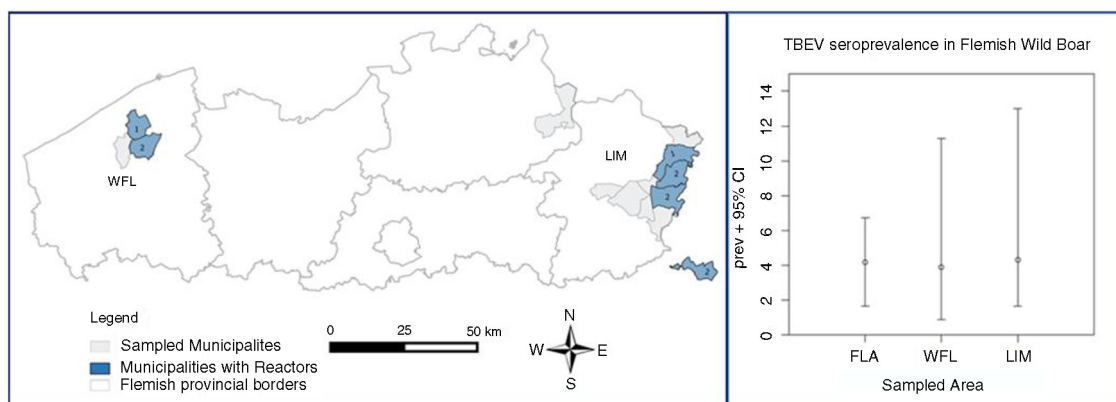 WFL
LIM
1
2
1
2
2
2
Legend
Sampled Municipalites
Municipalities with Reactors
Flemish provincial borders
0 25 50 km
N
W E
S
TBEV seroprevalence in Flemish Wild Boar
prev + 95% CI
14
12
10
8
6
4
2
0
FLA WFL LIM
Sampled Area